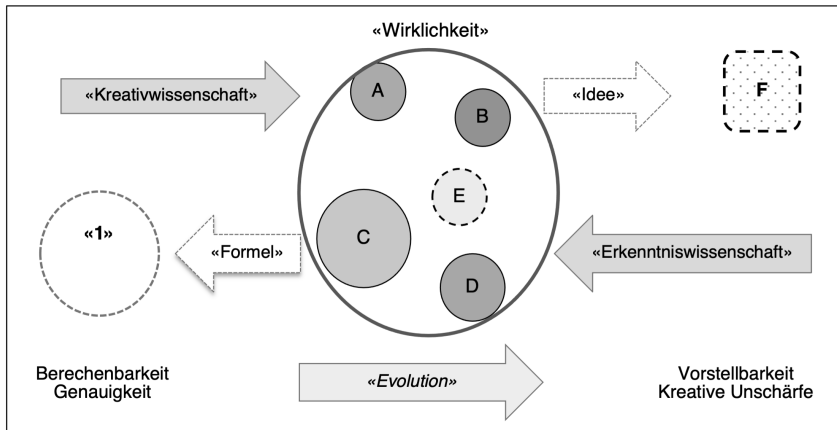 «Wirklichkeit»
«Kreativwissenschaft»
A
B
«Idee»
F
E
«1»
«Formel»
C
«Erkenntniswissenschaft»
D
Berechenbarkeit
Genauigkeit
«Evolution»
Vorstellbarkeit
Kreative Unschärfe